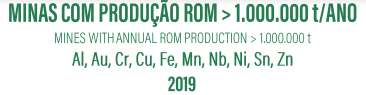 MINAS COM PRODUÇÃO ROM > 1.000.000 t/ANO
MINES WITH ANNUAL ROM PRODUCTION > 1.000.000 t
Al, Au, Cr, Cu, Fe, Mn, Nb, Ni, Sn, Zn
2019